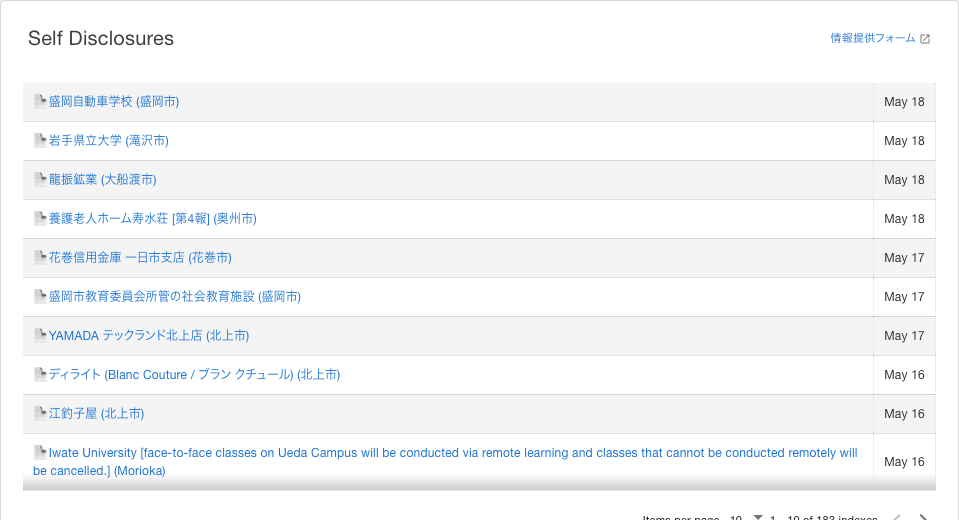 Self Disclosures
情報提供フォーム
盛岡自動車学校 (盛岡市)
May 18
岩手県立大学 (滝沢市)
May 18
龍振鉱業 (大船渡市)
May 18
養護老人ホーム寿水荘 [第4報] (奥州市)
May 18
花巻信用金庫 一日市支店 (花巻市)
May 17
盛岡市教育委員会所管の社会教育施設 (盛岡市)
May 17
YAMADA テックランド北上店 (北上市)
May 17
ディライト (Blanc Couture / ブラン クチュール) (北上市)
May 16
江釣子屋 (北上市)
May 16
Iwate University [face-to-face classes on Ueda Campus will be conducted via remote learning and classes that cannot be conducted remotely will
be cancelled.] (Morioka)
May 16
Items per page 10 1 - 10 of 183 indexes